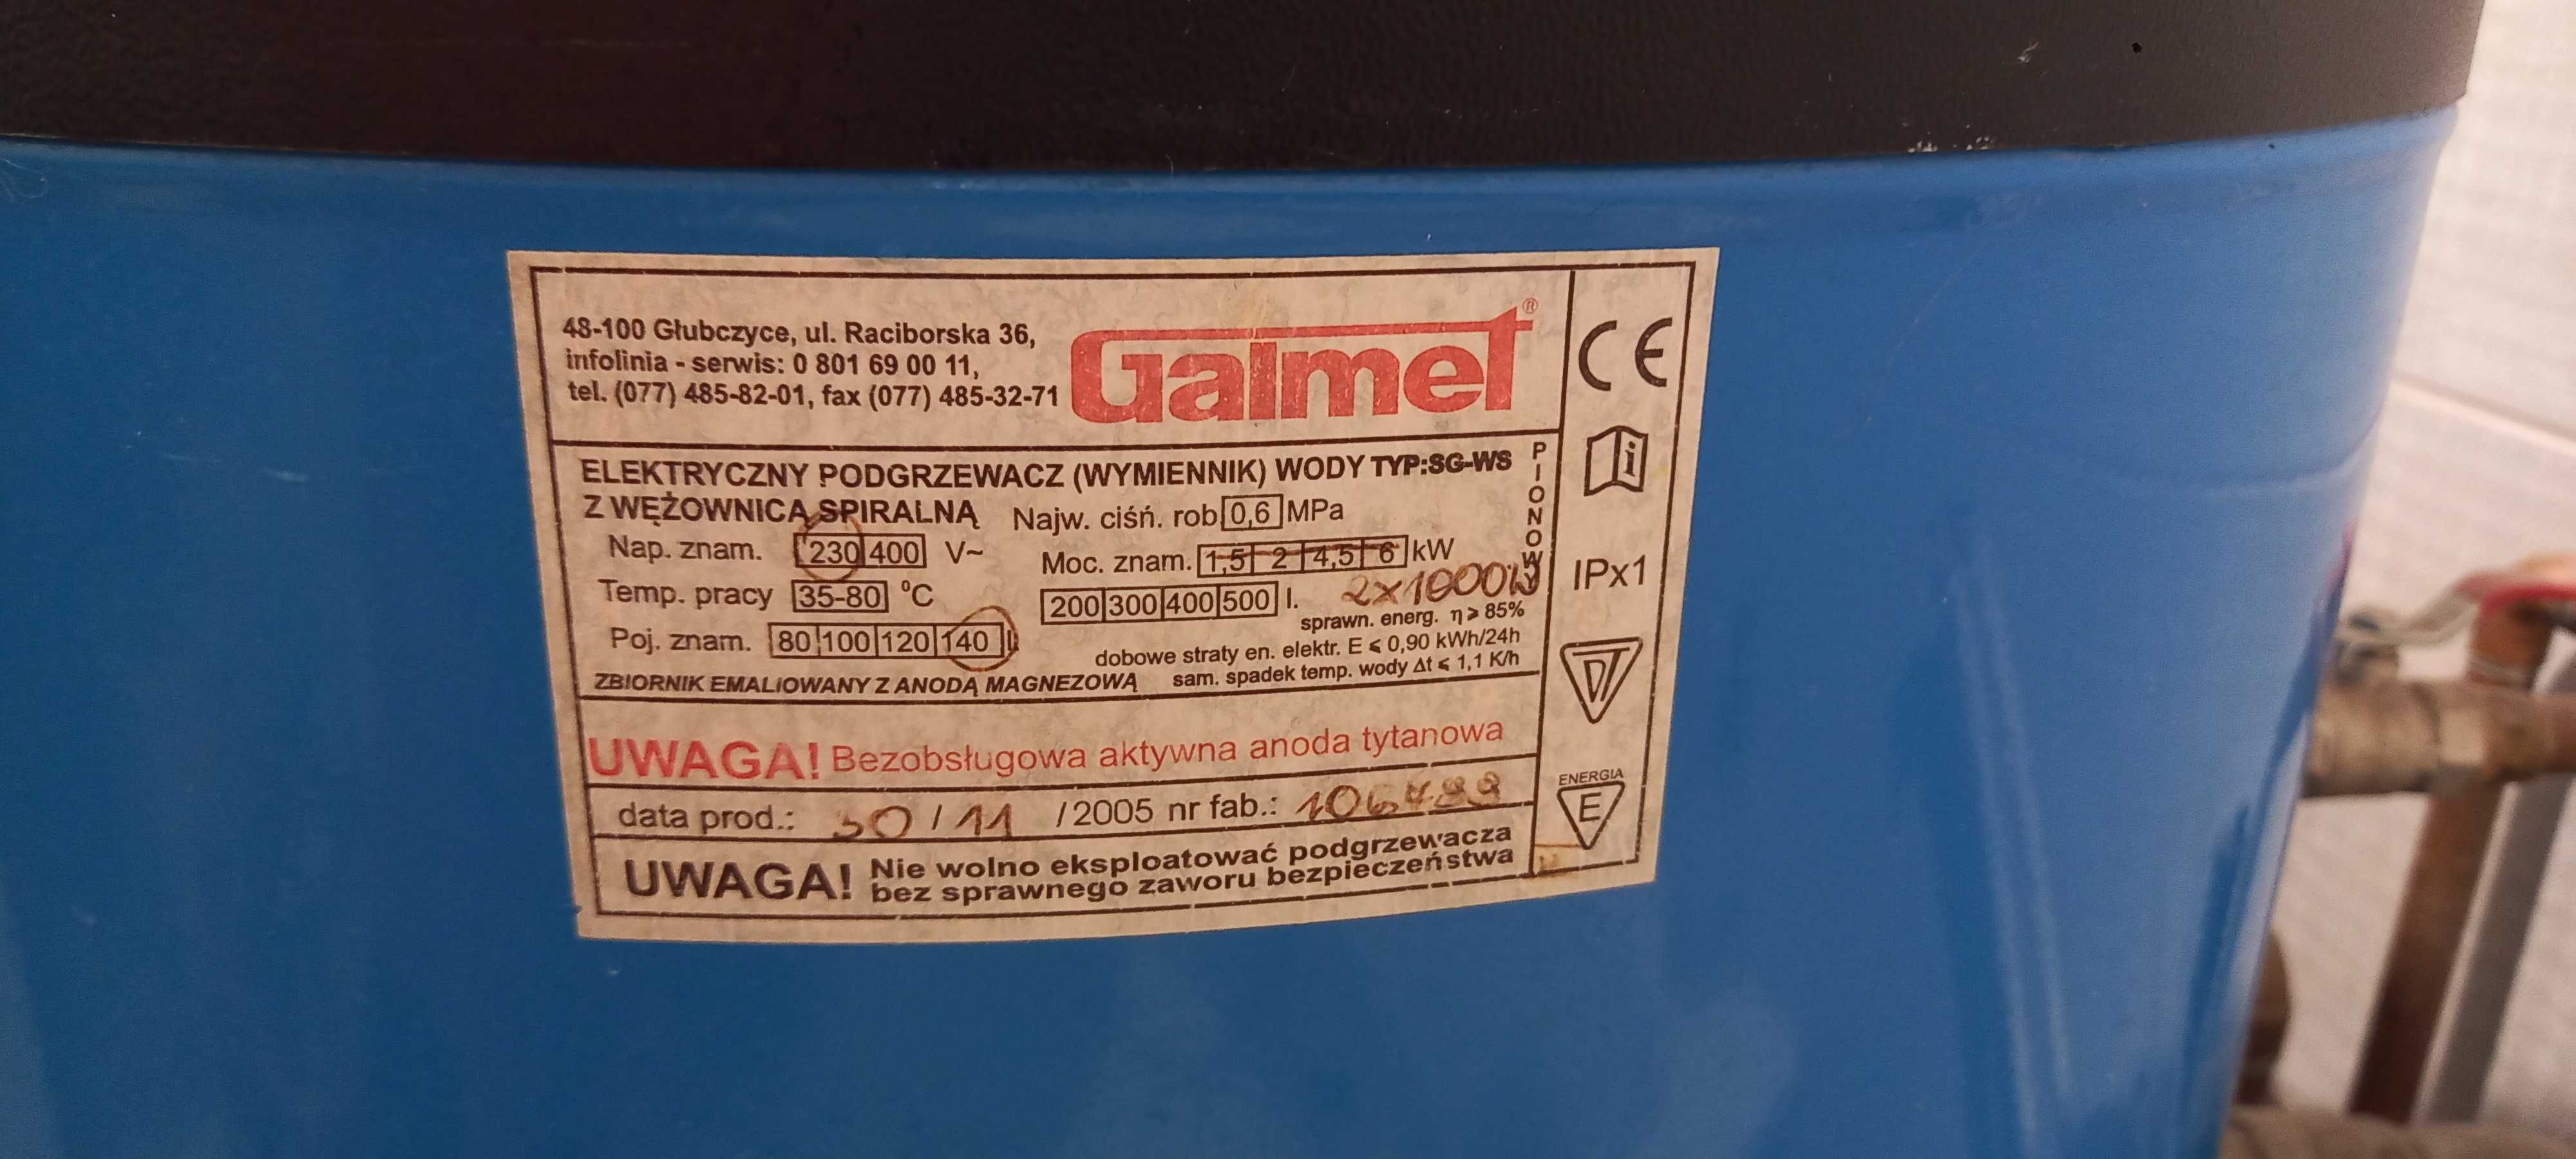 48-100 Głubczyce, ul. Raciborska 36,
infolinia - serwis: 0 801 69 00 11,
tel. (077) 485-82-01, fax (077) 485-32-71
Galmet®
CE
ELEKTRYCZNY PODGRZEWACZ (WYMIENNIK) WODY TYP:SG-WS
Z WĘŻOWNICĄ SPIRALNĄ Najw. ciśń. rob 0,6 MPa
Nap. znam. 230 400 V~ Moc. znam. 1,5 2 4,5 6 kW
2x1000W
Temp. pracy 35-80 °C 200 300 400 500 l.
sprawn. energ. η ≥ 85%
Poj. znam. 80 100 120 140 l.
dobowe straty en. elektr. E ≤ 0,90 kWh/24h
ZBIORNIK EMALIOWANY Z ANODĄ MAGNEZOWĄ sam. spadek temp. wody Δt ≤ 1,1 K/h
PIONOWY
i
IPx1
DT
UWAGA! Bezobsługowa aktywna anoda tytanowa
data prod.: 30 / 11 / 2005 nr fab.:
ENERGIA
E
UWAGA! Nie wolno eksploatować podgrzewacza
bez sprawnego zaworu bezpieczeństwa